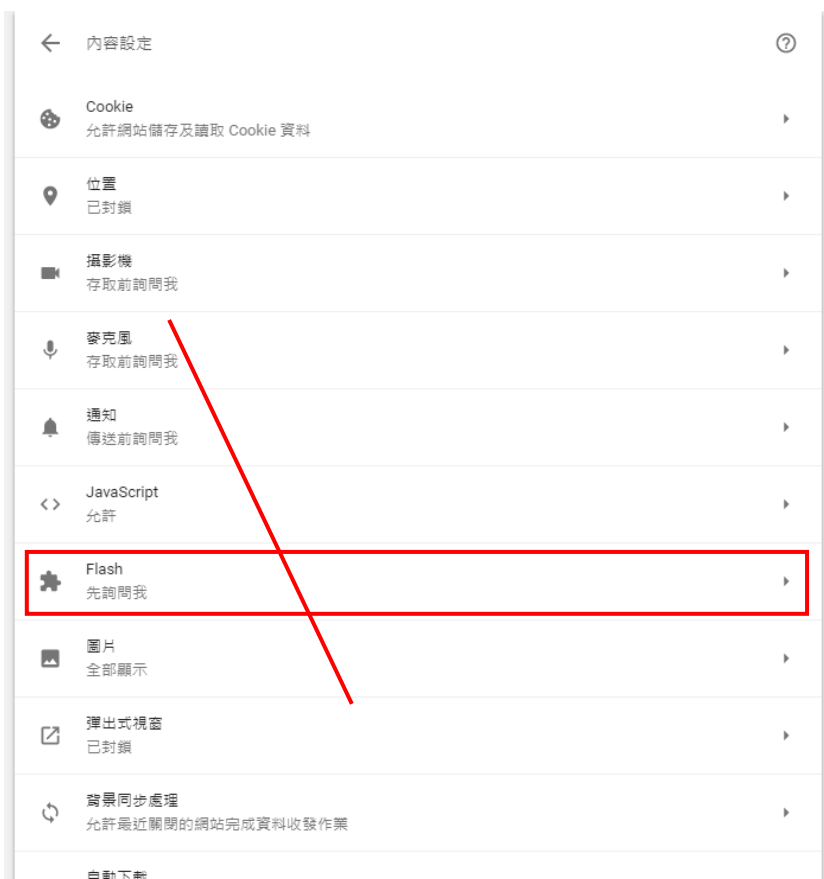 內容設定
Cookie
允許網站儲存及讀取 Cookie 資料
位置
已封鎖
攝影機
存取前詢問我
麥克風
存取前詢問我
通知
傳送前詢問我
JavaScript
允許
Flash
先詢問我
圖片
全部顯示
彈出式視窗
已封鎖
背景同步處理
允許最近關閉的網站完成資料收發作業
自動下載